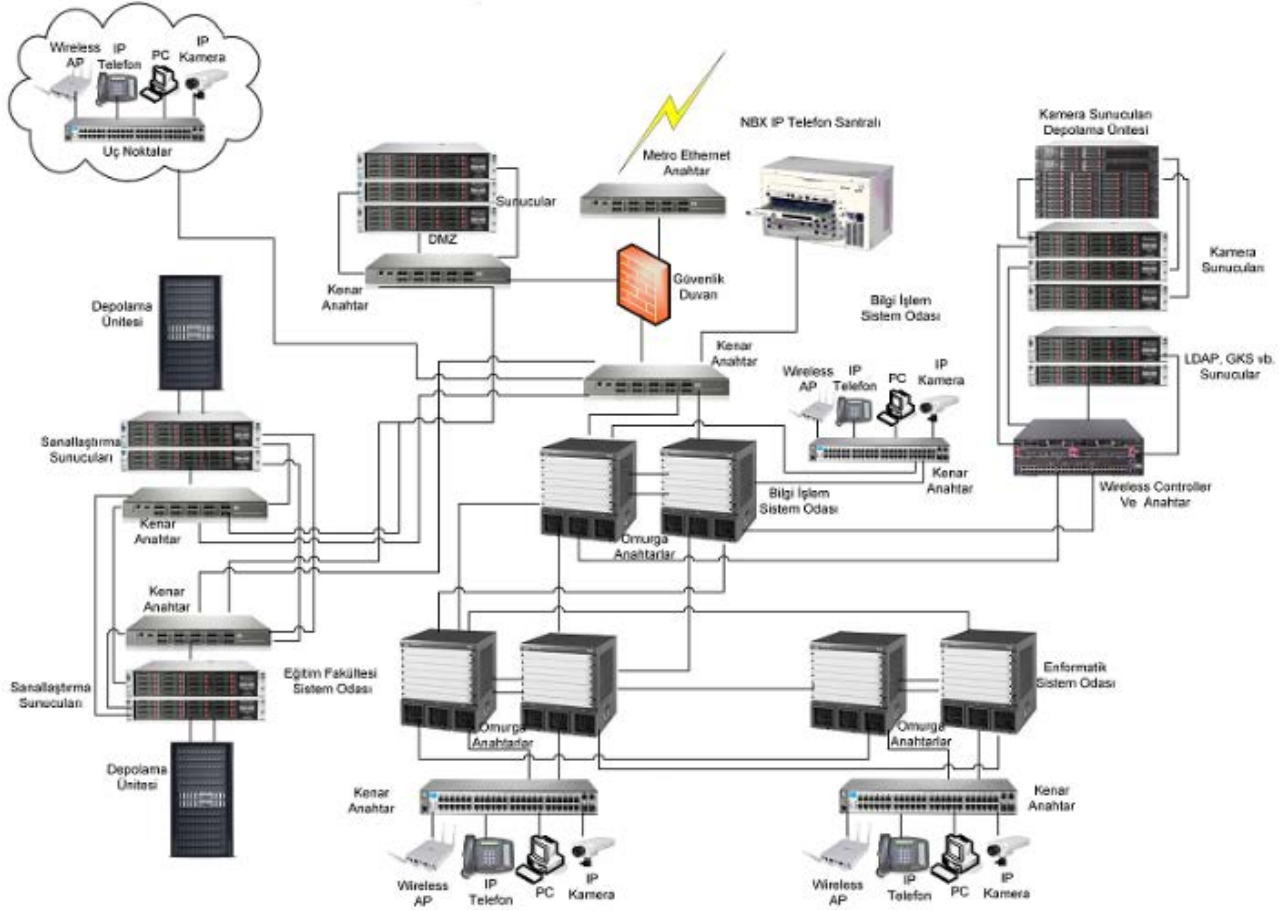 Wireless
AP
IP
Telefon
PC
IP
Kamera
Uç Noktalar
Metro Ethernet
Anahtar
NBX IP Telefon Santralı
Kamera Sunucuları
Depolama Ünitesi
Sunucular
DMZ
Kenar
Anahtar
Güvenlik
Duvarı
Kamera
Sunucuları
Depolama
Ünitesi
Bilgi İşlem
Sistem Odası
Kenar
Anahtar
Wireless
AP
IP
Telefon
PC
IP
Kamera
LDAP, GKS vb.
Sunucular
Sanallaştırma
Sunucuları
Kenar
Anahtar
Bilgi İşlem
Sistem Odası
Kenar
Anahtar
Wireless Controller
Ve Anahtar
Omurga
Anahtarlar
Kenar
Anahtar
Eğitim Fakültesi
Sistem Odası
Enformatik
Sistem Odası
Sanallaştırma
Sunucuları
Omurga
Anahtarlar
Omurga
Anahtarlar
Depolama
Ünitesi
Kenar
Anahtar
Kenar
Anahtar
Wireless
AP
IP
Telefon
PC
IP
Kamera
Wireless
AP
IP
Telefon
PC
IP
Kamera